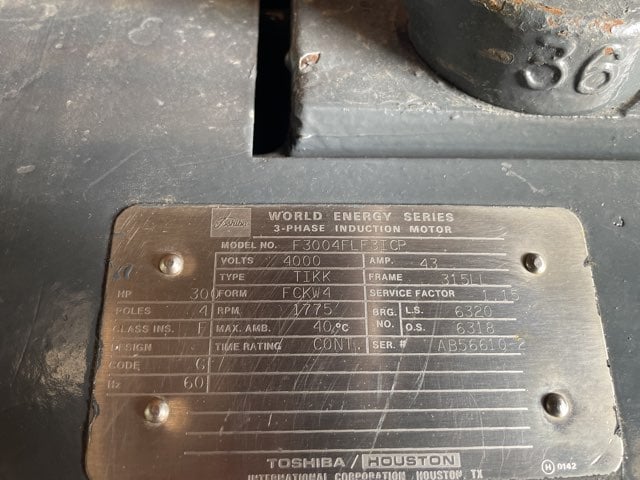 36
WORLD ENERGY SERIES
3-PHASE INDUCTION MOTOR
MODEL NO. F3004FLF3ICP
VOLTS 4000 AMP. 43
TYPE TIKK FRAME 315LL
HP 300 FORM FCKW4 SERVICE FACTOR 1.15
POLES 4 RPM 1775 BRG. NO. L.S. 6320
CLASS INS. F MAX. AMB. 40 °C O.S. 6318
DESIGN TIME RATING CONT. SER. # AB56610-2
CODE G
Hz 60
TOSHIBA / HOUSTON
INTERNATIONAL CORPORATION, HOUSTON, TX
H 0142